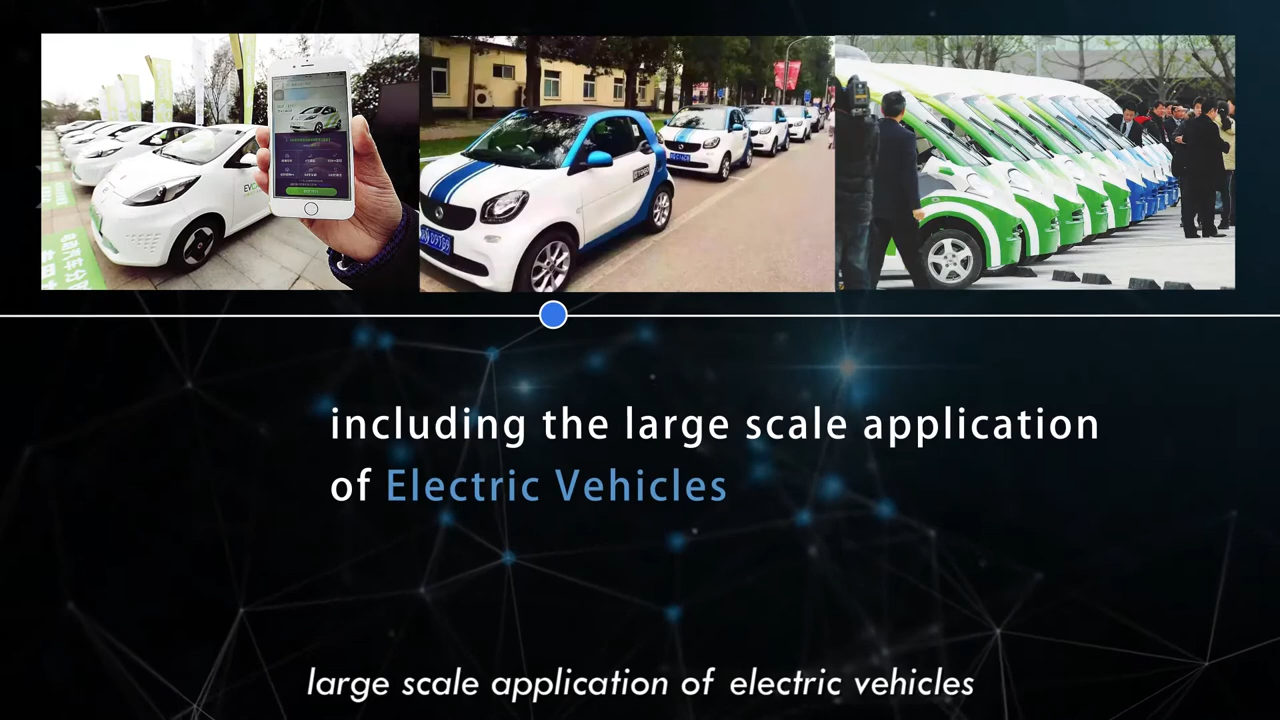 including the large scale application
of Electric Vehicles
large scale application of electric vehicles